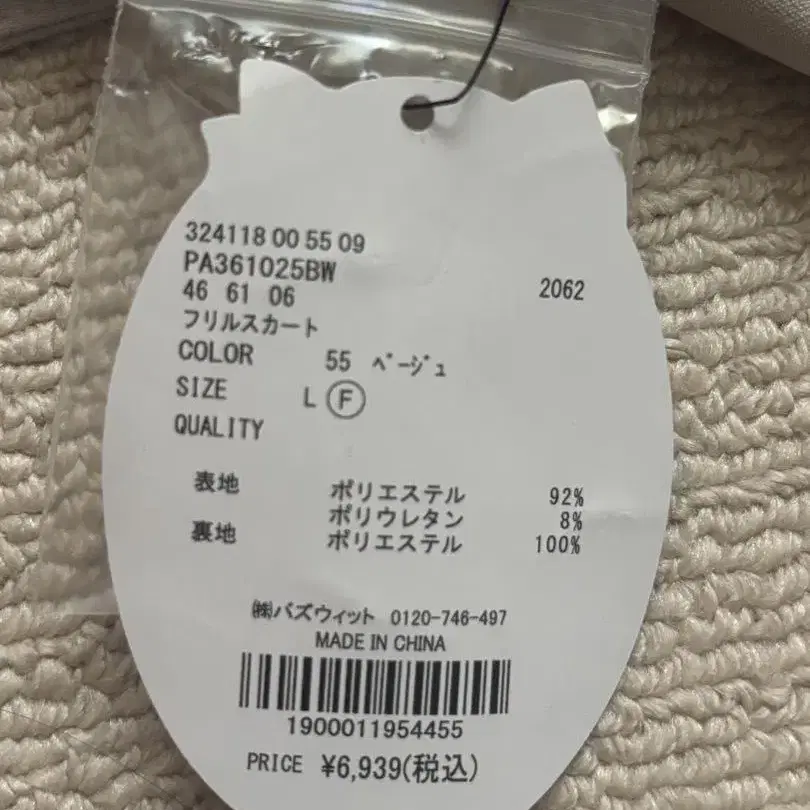 324118 00 55 09
PA361025BW
46 61 06 2062
フリルスカート
COLOR 55 ﾍﾞｰｼﾞｭ
SIZE L Ⓕ
QUALITY
表地 ポリエステル 92%
ポリウレタン 8%
裏地 ポリエステル 100%
㈱バズウィット 0120-746-497
MADE IN CHINA
1900011954455
PRICE ¥6,939(税込)